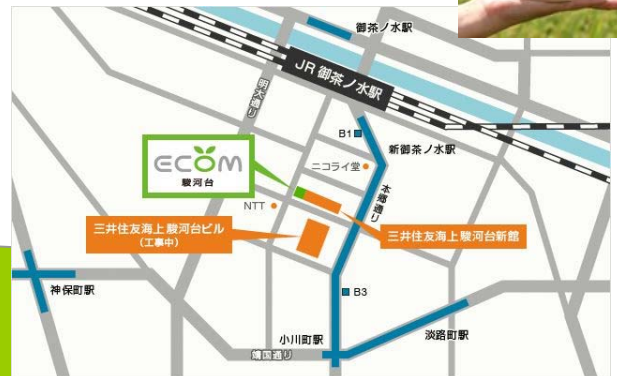 御茶ノ水駅
JR 御茶ノ水駅
明大通り
B1
新御茶ノ水駅
ECOM
駿河台
ニコライ堂
本郷通り
NTT
三井住友海上 駿河台ビル
(工事中)
三井住友海上 駿河台新館
神保町駅
B3
小川町駅
淡路町駅
靖国通り